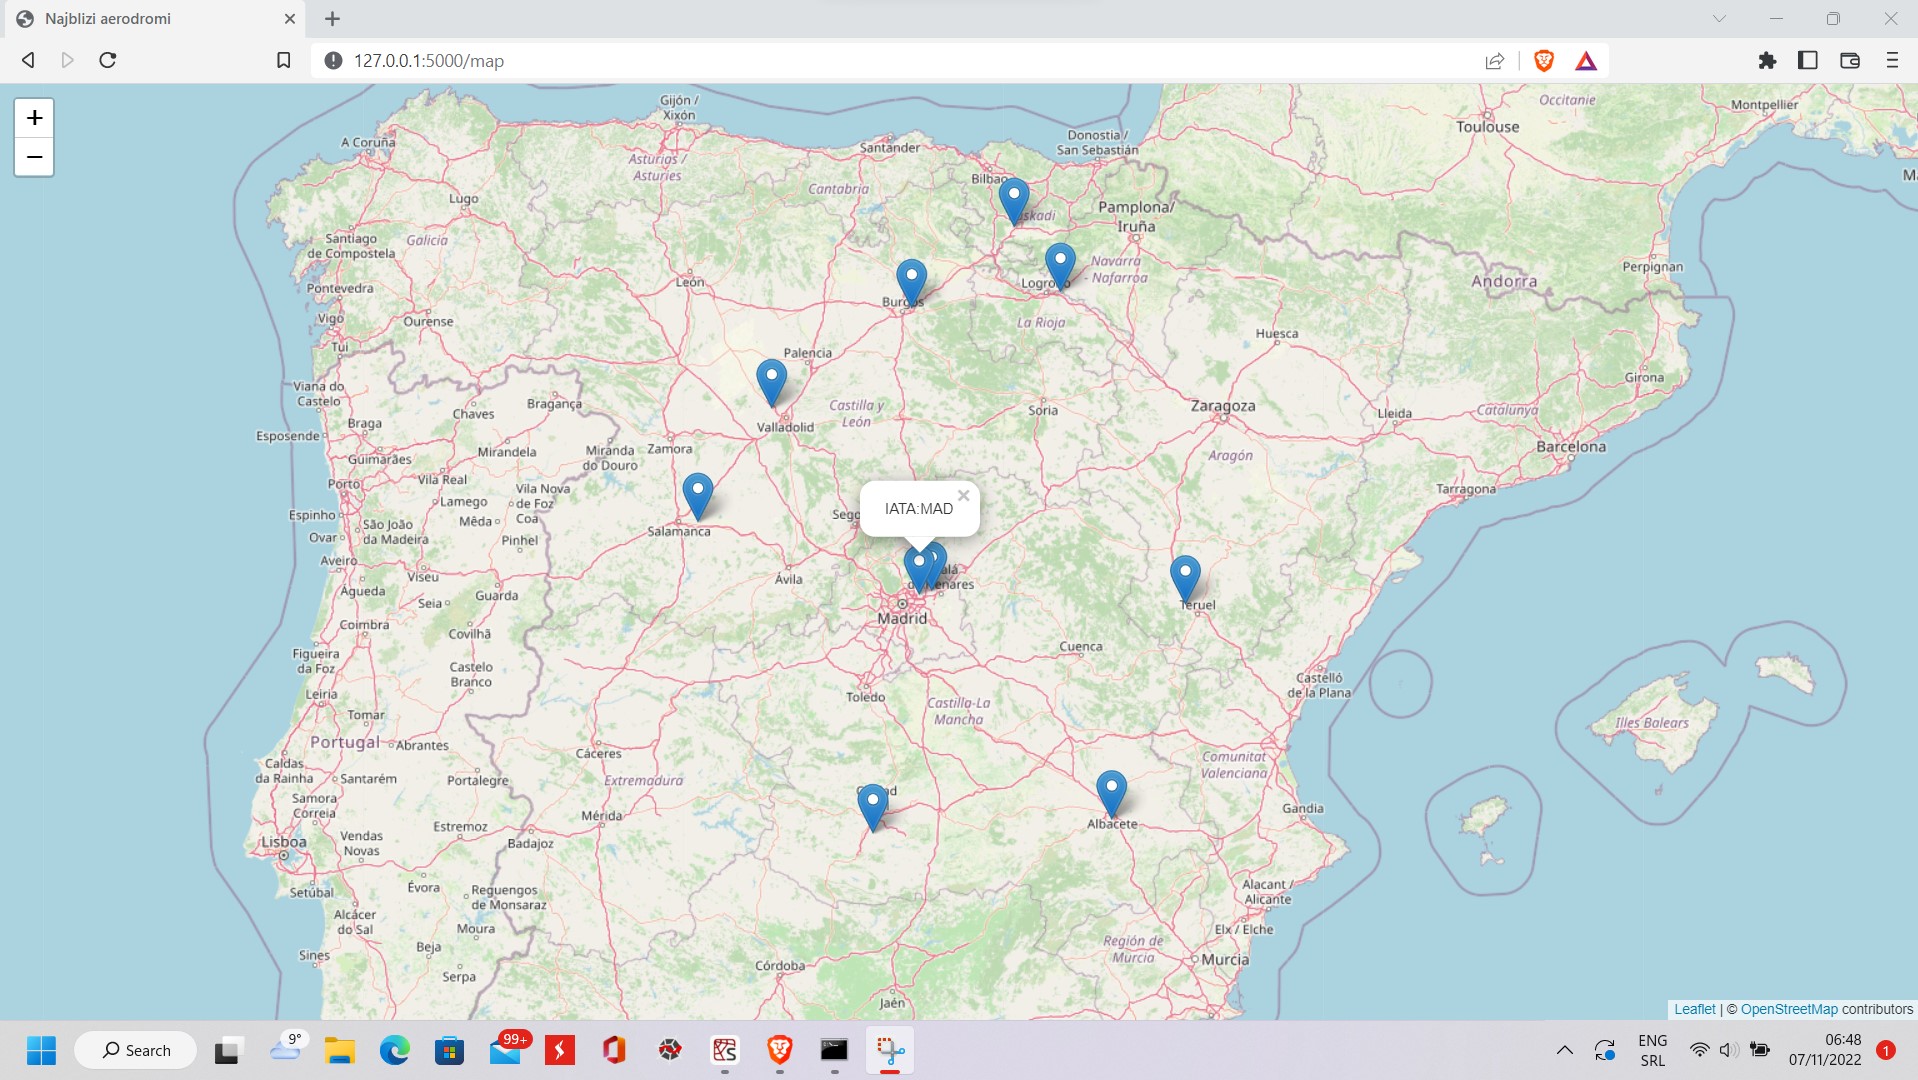 Najblizi aerodromi
127.0.0.1:5000/map
+
−
Gijón /
Xixón
Occitanie
Montpellier
Toulouse
A Coruña
Santander
Donostia /
San Sebastián
Asturias /
Asturies
Cantabria
Bilbao
Lugo
Euskadi
Pamplona/
Iruña
Santiago
de Compostela
Galicia
Navarra
- Nafarroa
Perpignan
Andorra
León
Logroño
Pontevedra
Burgos
Vigo
Ourense
La Rioja
Huesca
Tui
Palencia
Girona
Viana do
Castelo
Bragança
Castilla y
León
Soria
Zaragoza
Lleida
Catalunya
Chaves
Braga
Valladolid
Esposende
Barcelona
Guimarães
Mirandela
Miranda
do Douro
Zamora
Aragón
Porto
Vila Real
Vila Nova
de Foz
Coa
Tarragona
Lamego
IATA:MAD
×
Espinho
São João
da Madeira
Mêda
Salamanca
Sego
Ovar
Pinhel
Aveiro
Viseu
Ávila
alá
de Henares
Águeda
Seia
Guarda
Madrid
Teruel
Coimbra
Covilhã
Cuenca
Figueira
da Foz
Castelo
Branco
Castelló
de la Plana
Leiria
Toledo
Castilla-La
Mancha
Tomar
Illes Balears
Portugal
Abrantes
Cáceres
Comunitat
Valenciana
Caldas
da Rainha
Santarém
Portalegre
Extremadura
Samora
Correia
Mérida
Gandia
Estremoz
Albacete
Lisboa
Vendas
Novas
Badajoz
Setúbal
Évora
Reguengos
de Monsaraz
Alacant /
Alicante
Alcácer
do Sal
Moura
Elx / Elche
Beja
Región de
Murcia
Sines
Serpa
Córdoba
Murcia
Jaén
Leaflet | © OpenStreetMap contributors
9°
Search
99+
ENG
SRL
06:48
07/11/2022
1